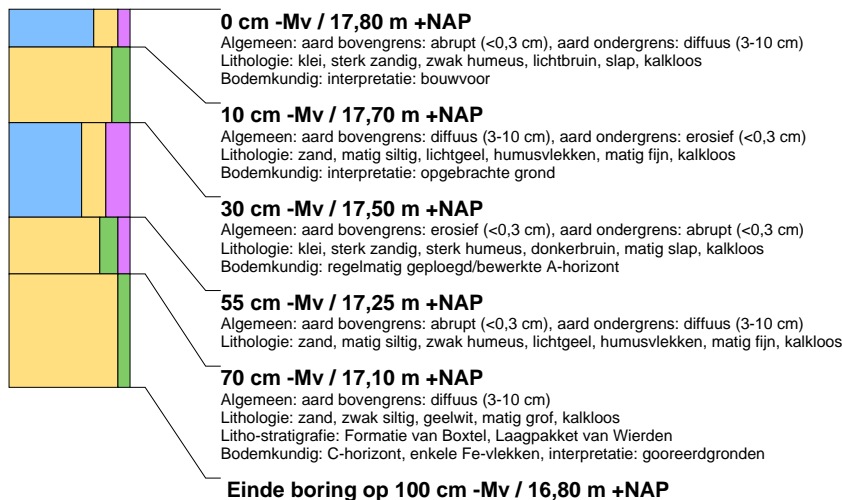 0 cm -Mv / 17,80 m +NAP
Algemeen: aard bovengrens: abrupt (<0,3 cm), aard ondergrens: diffuus (3-10 cm)
Lithologie: klei, sterk zandig, zwak humeus, lichtbruin, slap, kalkloos
Bodemkundig: interpretatie: bouwvoor
10 cm -Mv / 17,70 m +NAP
Algemeen: aard bovengrens: diffuus (3-10 cm), aard ondergrens: erosief (<0,3 cm)
Lithologie: zand, matig siltig, lichtgeel, humusvlekken, matig fijn, kalkloos
Bodemkundig: interpretatie: opgebrachte grond
30 cm -Mv / 17,50 m +NAP
Algemeen: aard bovengrens: erosief (<0,3 cm), aard ondergrens: abrupt (<0,3 cm)
Lithologie: klei, sterk zandig, sterk humeus, donkerbruin, matig slap, kalkloos
Bodemkundig: regelmatig geploegd/bewerkte A-horizont
55 cm -Mv / 17,25 m +NAP
Algemeen: aard bovengrens: abrupt (<0,3 cm), aard ondergrens: diffuus (3-10 cm)
Lithologie: zand, matig siltig, zwak humeus, lichtgeel, humusvlekken, matig fijn, kalkloos
70 cm -Mv / 17,10 m +NAP
Algemeen: aard bovengrens: diffuus (3-10 cm)
Lithologie: zand, zwak siltig, geelwit, matig grof, kalkloos
Litho-stratigrafie: Formatie van Boxtel, Laagpakket van Wierden
Bodemkundig: C-horizont, enkele Fe-vlekken, interpretatie: gooreerdgronden
Einde boring op 100 cm -Mv / 16,80 m +NAP